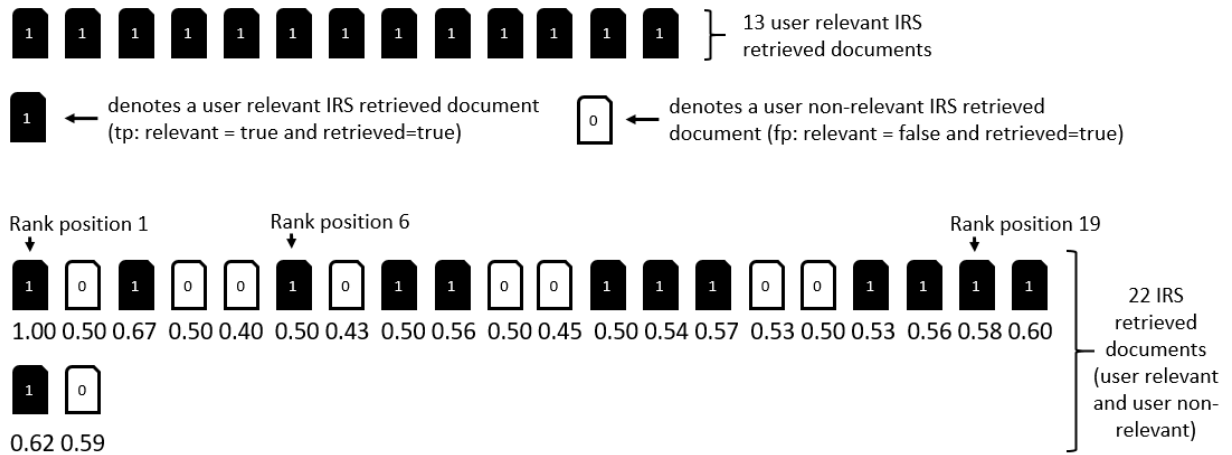 1 1 1 1 1 1 1 1 1 1 1 1 1
13 user relevant IRS
retrieved documents
1
denotes a user relevant IRS retrieved document
(tp: relevant = true and retrieved=true)
0
denotes a user non-relevant IRS retrieved
document (fp: relevant = false and retrieved=true)
Rank position 1
Rank position 6
Rank position 19
1 0 1 0 0 1 0 1 1 0 0 1 1 1 0 0 1 1 1 1
1.00 0.50 0.67 0.50 0.40 0.50 0.43 0.50 0.56 0.50 0.45 0.50 0.54 0.57 0.53 0.50 0.53 0.56 0.58 0.60
1 0
0.62 0.59
22 IRS
retrieved
documents
(user relevant
and user non-
relevant)